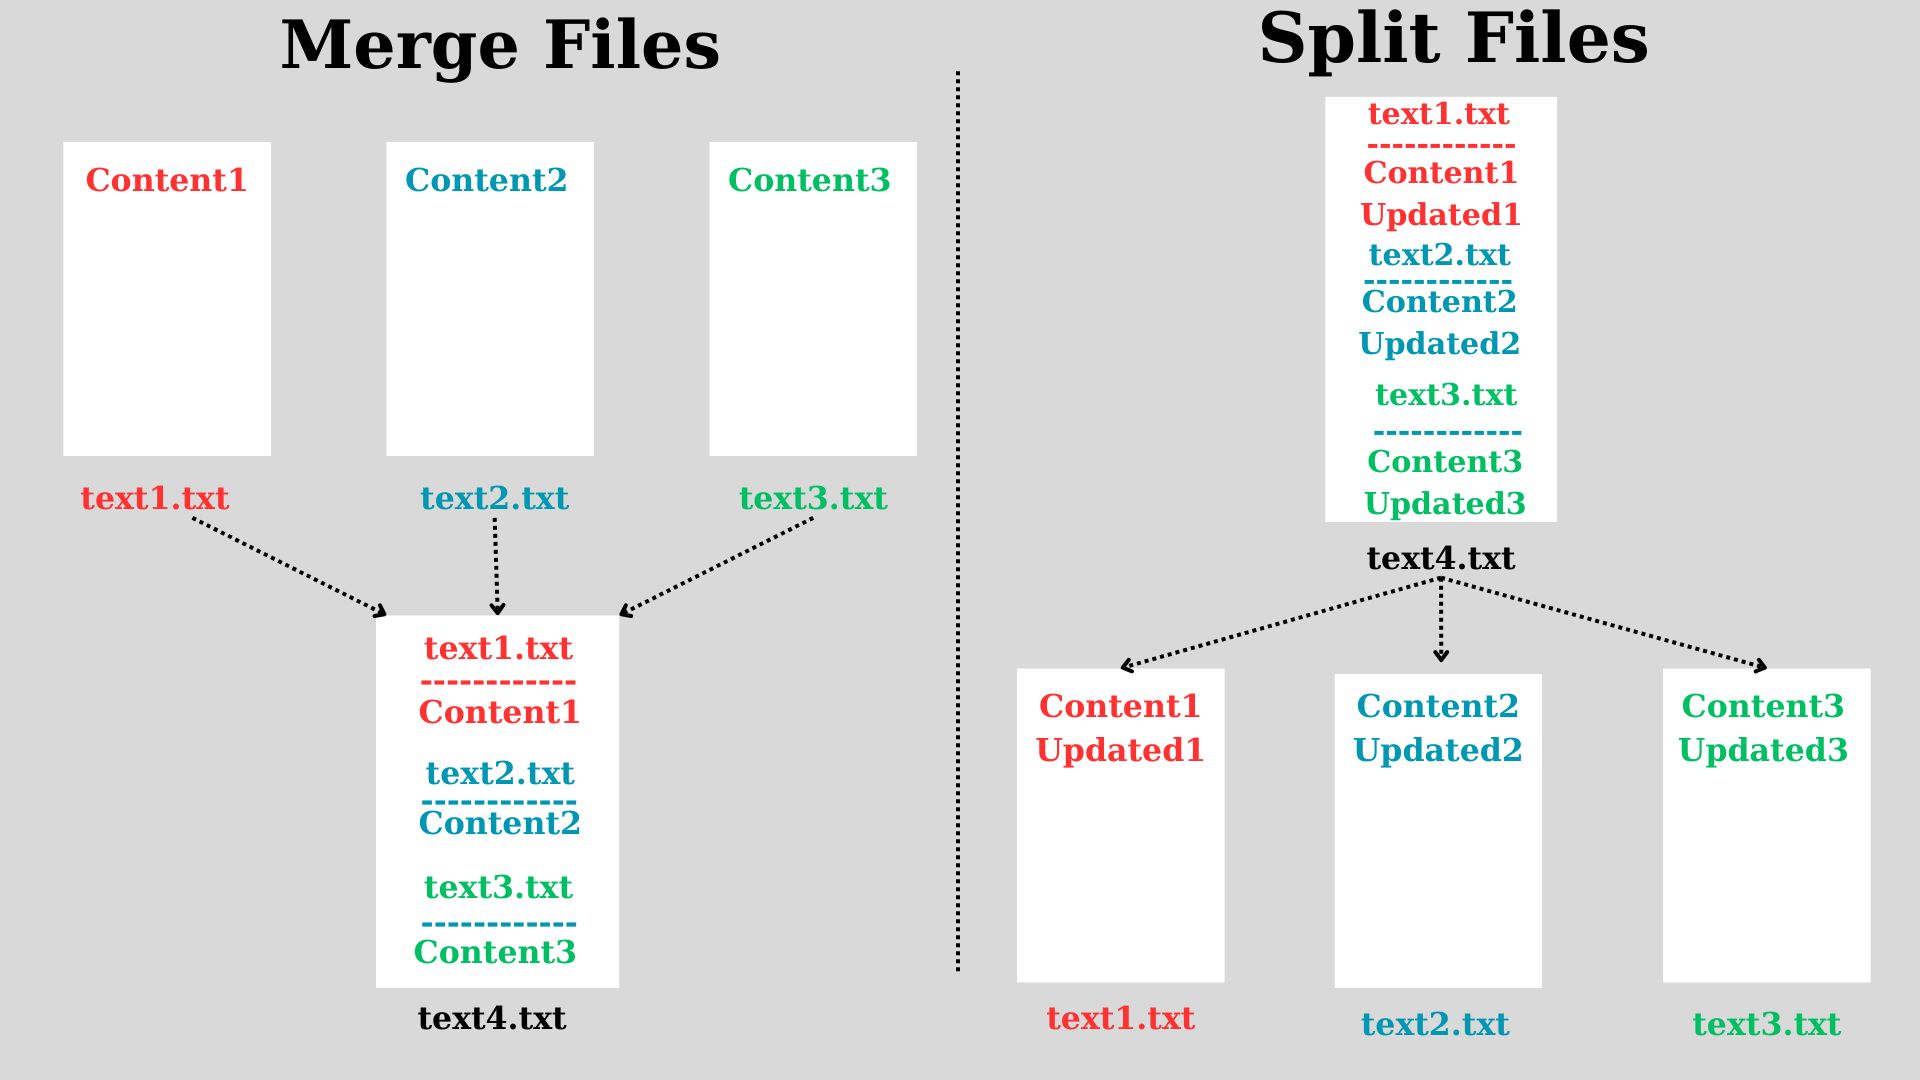 Merge Files
Content1
Content2
Content3
text1.txt
text2.txt
text3.txt
text1.txt
------------
Content1
text2.txt
------------
Content2
text3.txt
------------
Content3
text4.txt
Split Files
text1.txt
------------
Content1
Updated1
text2.txt
------------
Content2
Updated2
text3.txt
------------
Content3
Updated3
text4.txt
Content1
Updated1
Content2
Updated2
Content3
Updated3
text1.txt
text2.txt
text3.txt